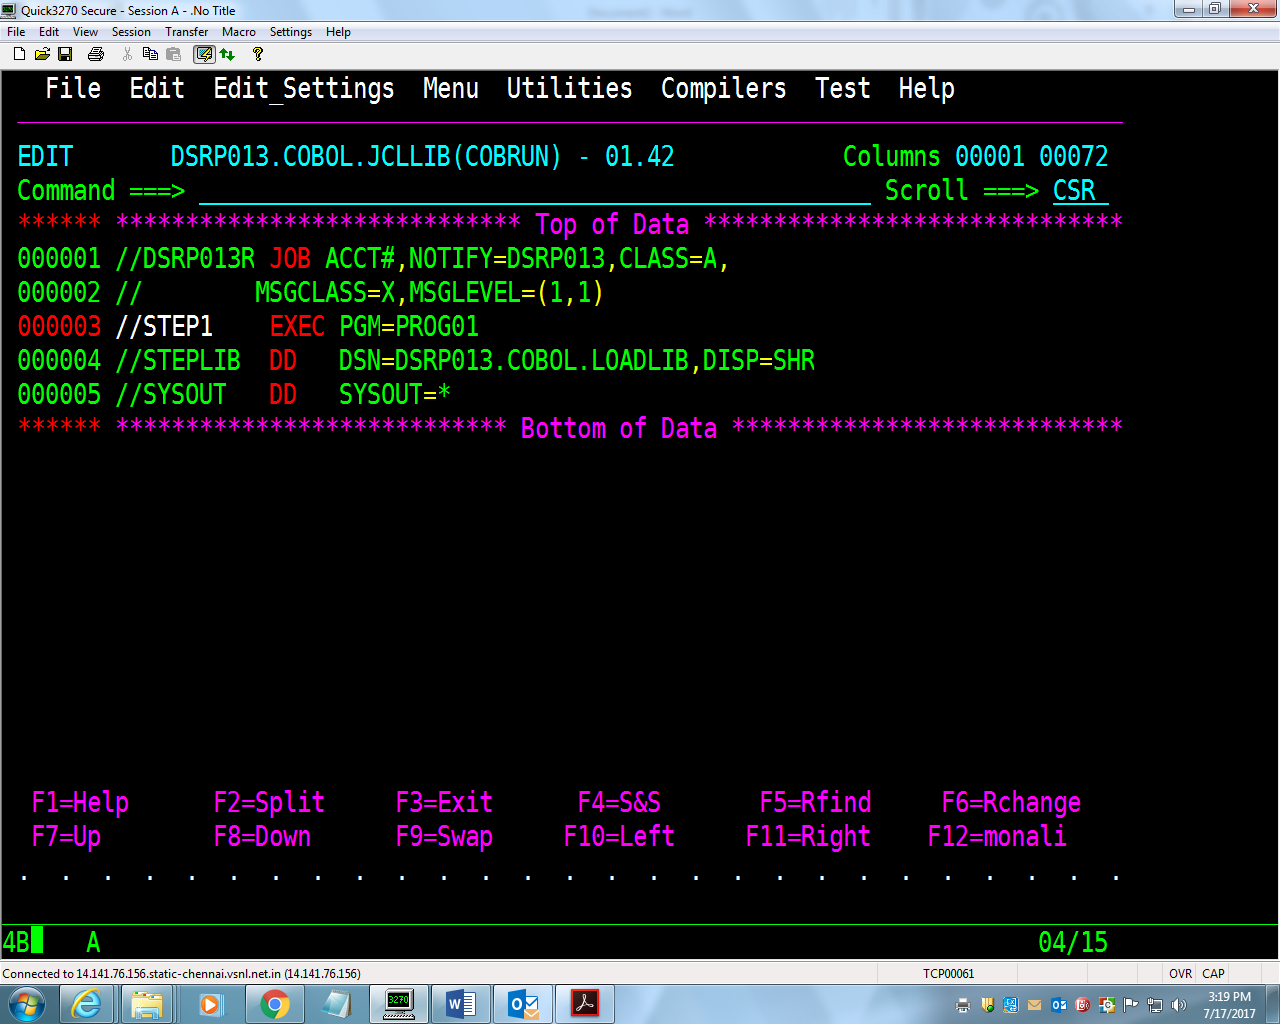 Quick3270 Secure - Session A - .No Title
File Edit View Session Transfer Macro Settings Help
File Edit Edit_Settings Menu Utilities Compilers Test Help
EDIT DSRP013.COBOL.JCLLIB(COBRUN) - 01.42 Columns 00001 00072
Command ===> Scroll ===> CSR
****** ***************************** Top of Data ******************************
000001 //DSRP013R JOB ACCT#,NOTIFY=DSRP013,CLASS=A,
000002 // MSGCLASS=X,MSGLEVEL=(1,1)
000003 //STEP1 EXEC PGM=PROG01
000004 //STEPLIB DD DSN=DSRP013.COBOL.LOADLIB,DISP=SHR
000005 //SYSOUT DD SYSOUT=*
****** **************************** Bottom of Data ****************************
F1=Help F2=Split F3=Exit F4=S&S F5=Rfind F6=Rchange
F7=Up F8=Down F9=Swap F10=Left F11=Right F12=monali
. . . . . . . . . . . . . . . . . . . . . . . . . . .
4B A 04/15
Connected to 14.141.76.156.static-chennai.vsnl.net.in (14.141.76.156) TCP00061 OVR CAP
3270
3:19 PM
7/17/2017